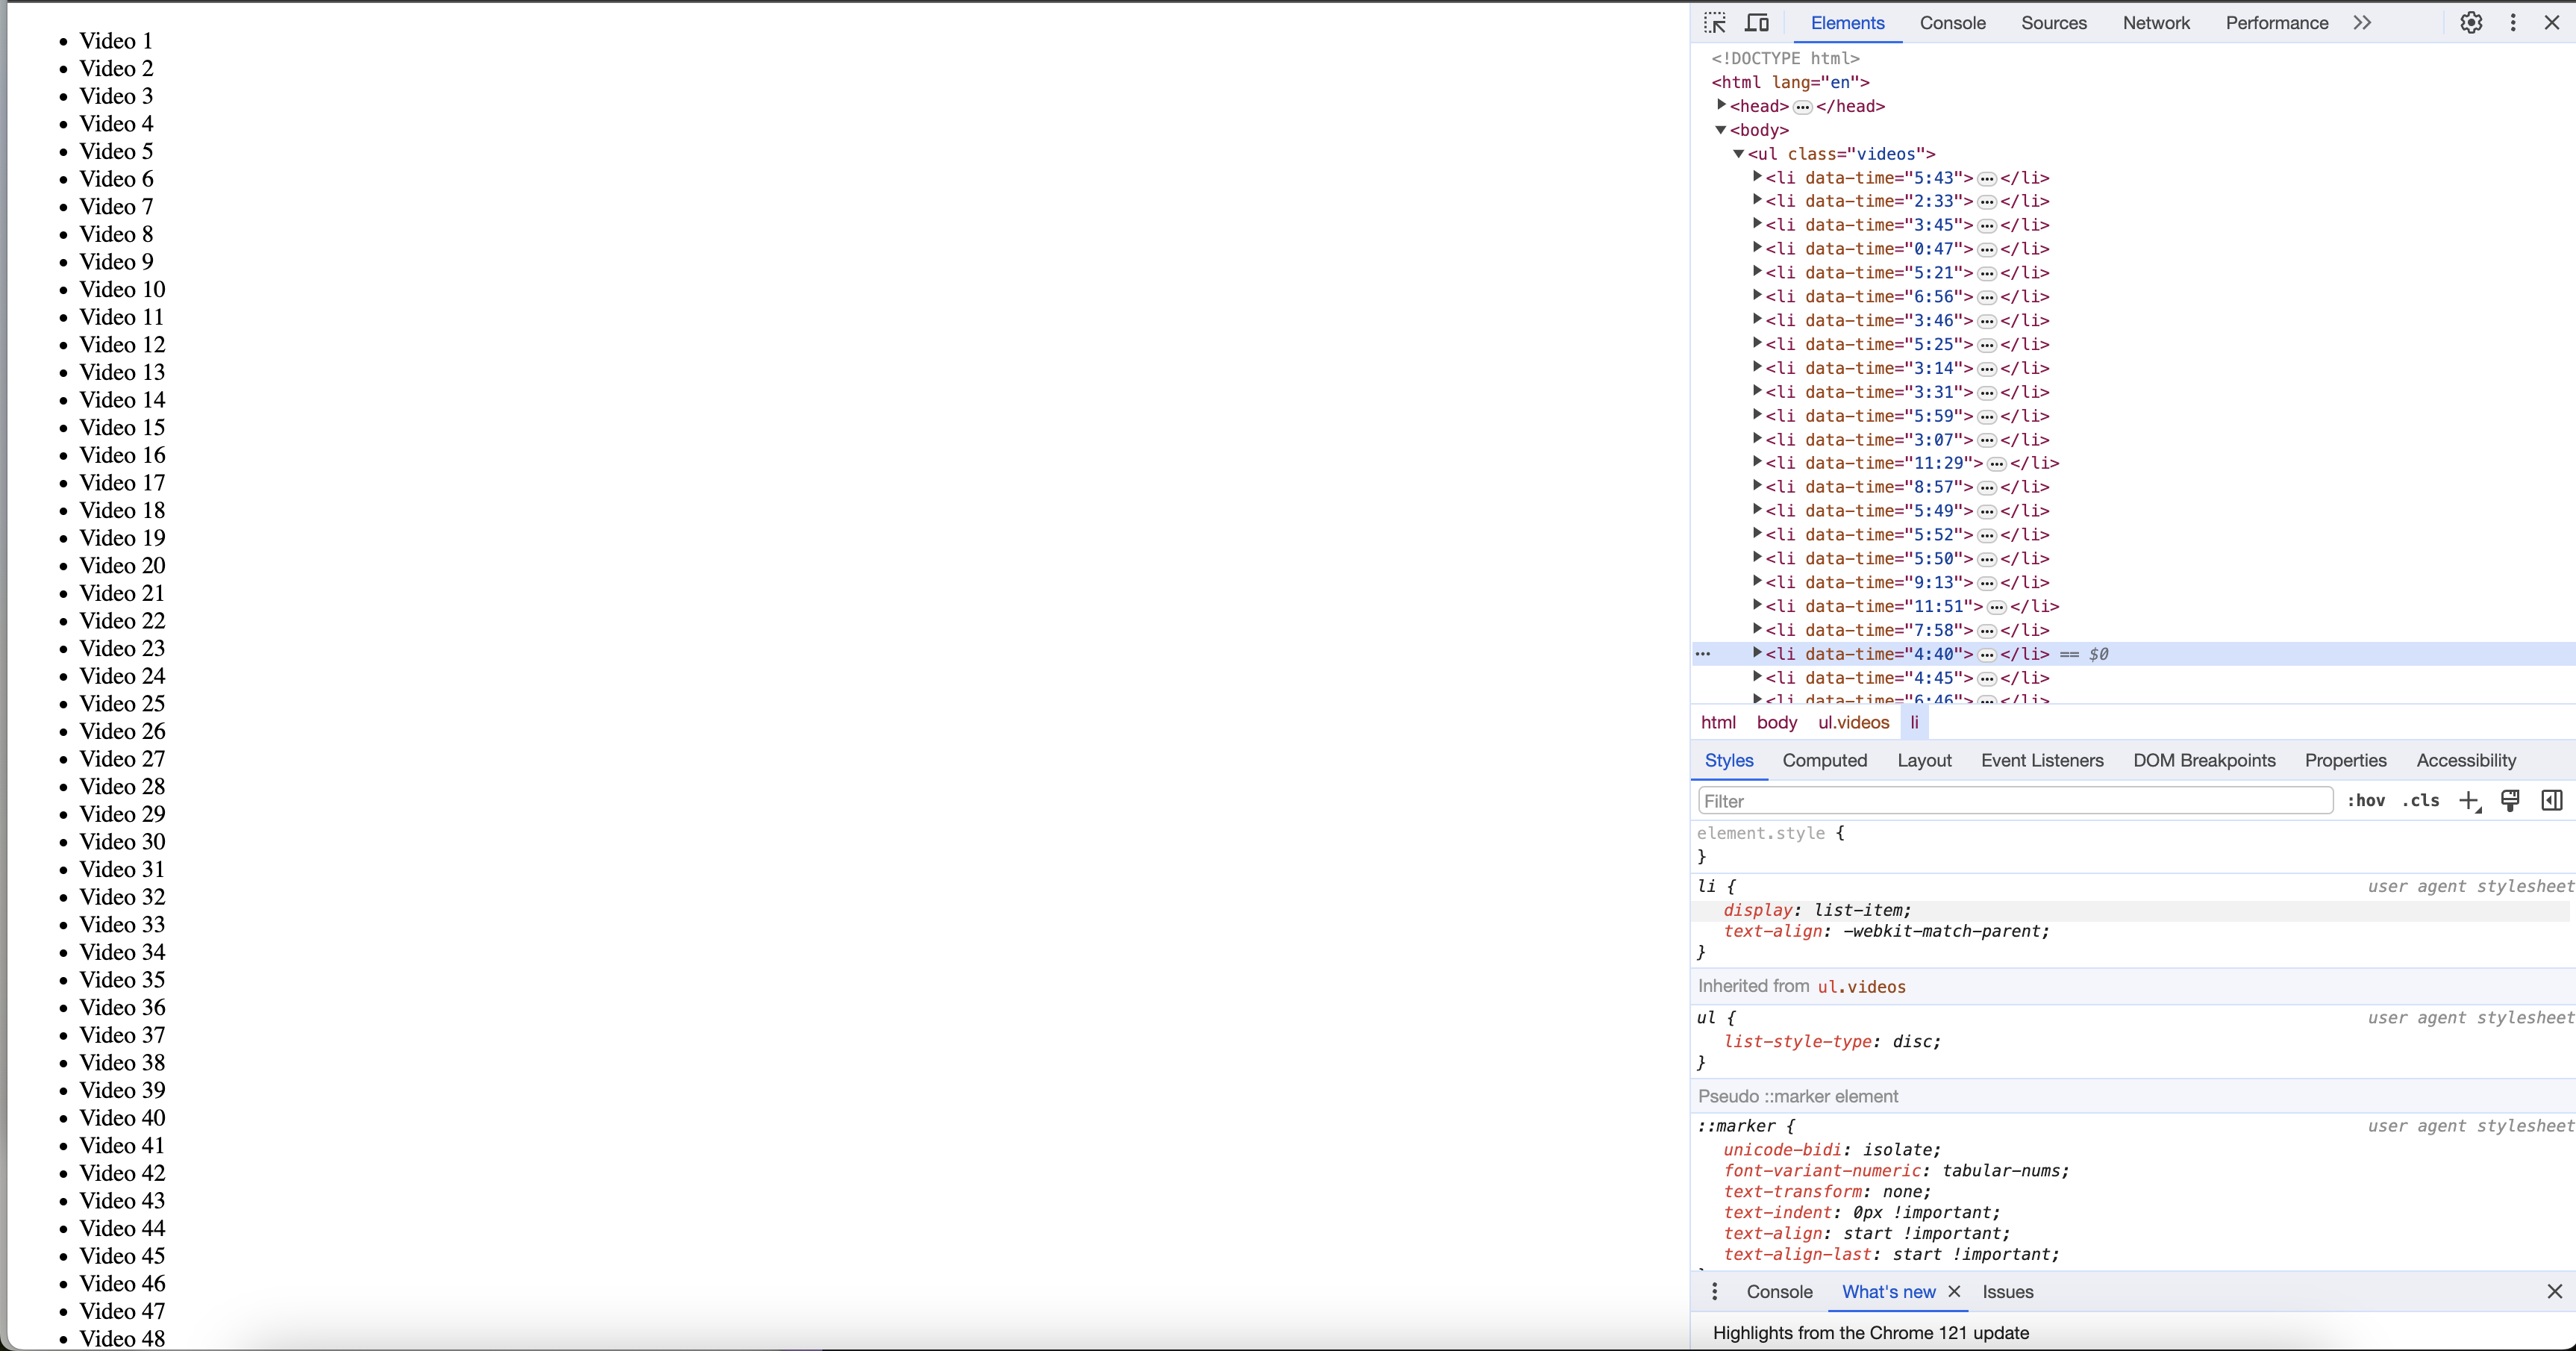 • Video 1
• Video 2
• Video 3
• Video 4
• Video 5
• Video 6
• Video 7
• Video 8
• Video 9
• Video 10
• Video 11
• Video 12
• Video 13
• Video 14
• Video 15
• Video 16
• Video 17
• Video 18
• Video 19
• Video 20
• Video 21
• Video 22
• Video 23
• Video 24
• Video 25
• Video 26
• Video 27
• Video 28
• Video 29
• Video 30
• Video 31
• Video 32
• Video 33
• Video 34
• Video 35
• Video 36
• Video 37
• Video 38
• Video 39
• Video 40
• Video 41
• Video 42
• Video 43
• Video 44
• Video 45
• Video 46
• Video 47
• Video 48
Elements Console Sources Network Performance
<!DOCTYPE html>
<html lang="en">
<head>…</head>
<body>
<ul class="videos">
<li data-time="5:43">…</li>
<li data-time="2:33">…</li>
<li data-time="3:45">…</li>
<li data-time="0:47">…</li>
<li data-time="5:21">…</li>
<li data-time="6:56">…</li>
<li data-time="3:46">…</li>
<li data-time="5:25">…</li>
<li data-time="3:14">…</li>
<li data-time="3:31">…</li>
<li data-time="5:59">…</li>
<li data-time="3:07">…</li>
<li data-time="11:29">…</li>
<li data-time="8:57">…</li>
<li data-time="5:49">…</li>
<li data-time="5:52">…</li>
<li data-time="5:50">…</li>
<li data-time="9:13">…</li>
<li data-time="11:51">…</li>
<li data-time="7:58">…</li>
<li data-time="4:40">…</li> == $0
<li data-time="4:45">…</li>
<li data-time="6:46">…</li>
html body ul.videos li
Styles Computed Layout Event Listeners DOM Breakpoints Properties Accessibility
Filter :hov .cls
element.style {
}
li { user agent stylesheet
display: list-item;
text-align: -webkit-match-parent;
}
Inherited from ul.videos
ul { user agent stylesheet
list-style-type: disc;
}
Pseudo ::marker element
::marker { user agent stylesheet
unicode-bidi: isolate;
font-variant-numeric: tabular-nums;
text-transform: none;
text-indent: 0px !important;
text-align: start !important;
text-align-last: start !important;
Console What's new Issues
Highlights from the Chrome 121 update